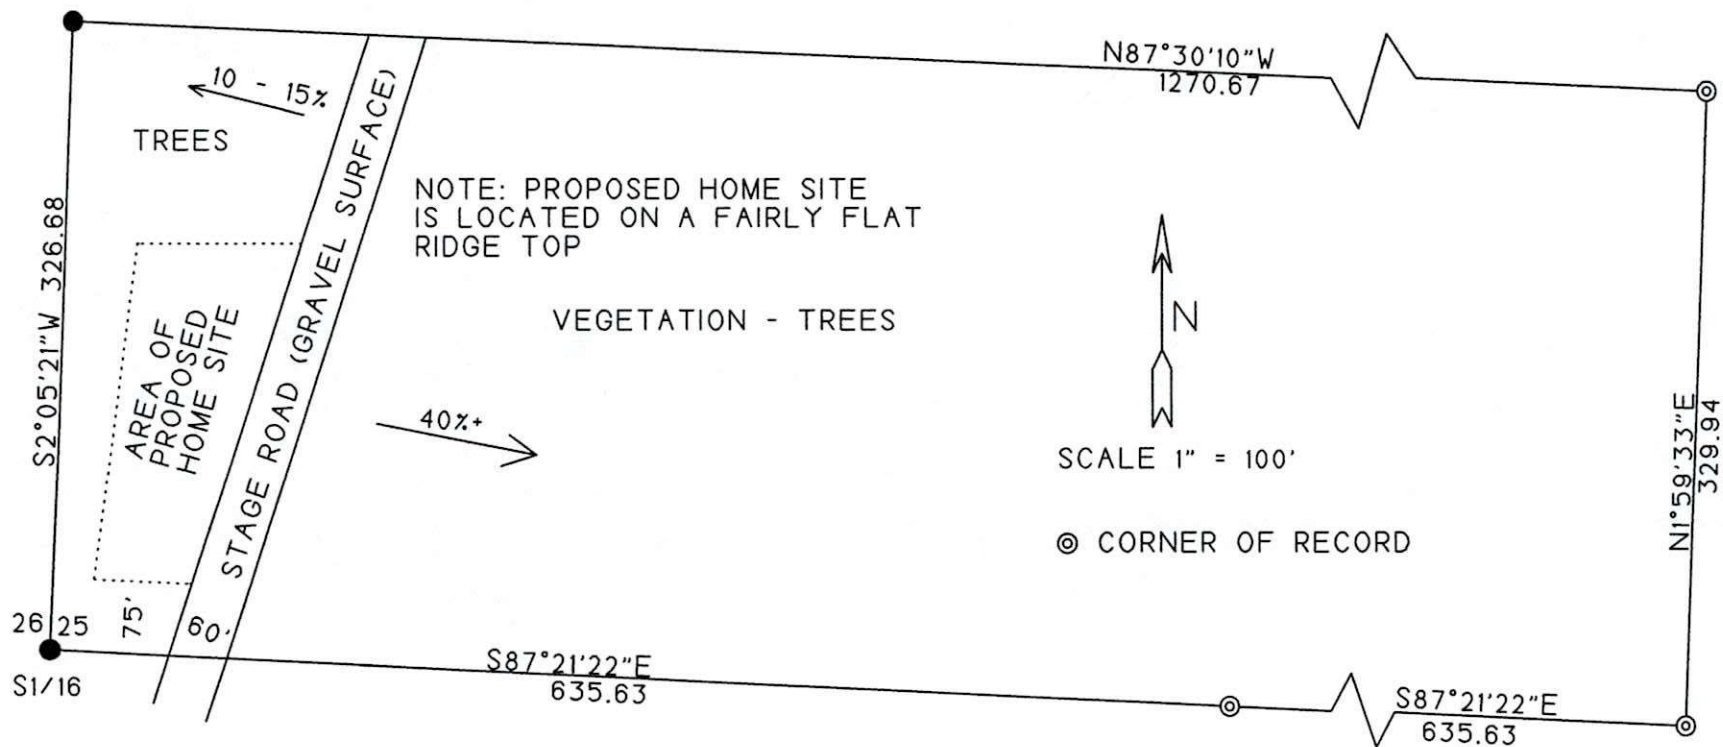 N87°30'10"W
1270.67
10 - 15%
TREES
STAGE ROAD (GRAVEL SURFACE)
NOTE: PROPOSED HOME SITE
IS LOCATED ON A FAIRLY FLAT
RIDGE TOP
S2°05'21"W 326.68
AREA OF
PROPOSED
HOME SITE
VEGETATION - TREES
N
40%+
SCALE 1" = 100'
N1°59'33"E
329.94
CORNER OF RECORD
26 25
75'
60'
S1/16
S87°21'22"E
635.63
S87°21'22"E
635.63